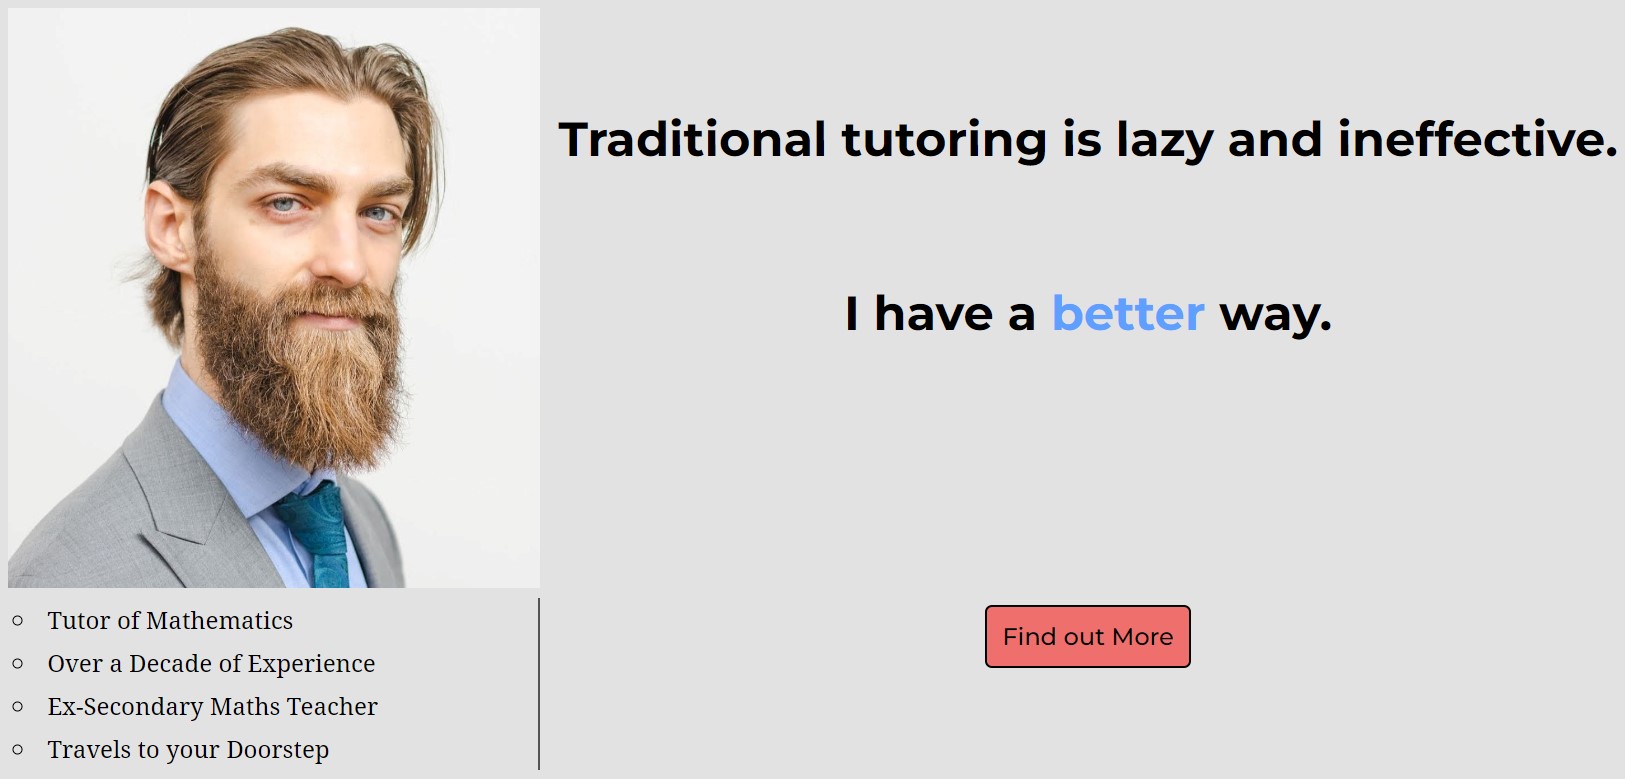 Traditional tutoring is lazy and ineffective.
I have a better way.
Tutor of Mathematics
Over a Decade of Experience
Ex-Secondary Maths Teacher
Travels to your Doorstep
Find out More